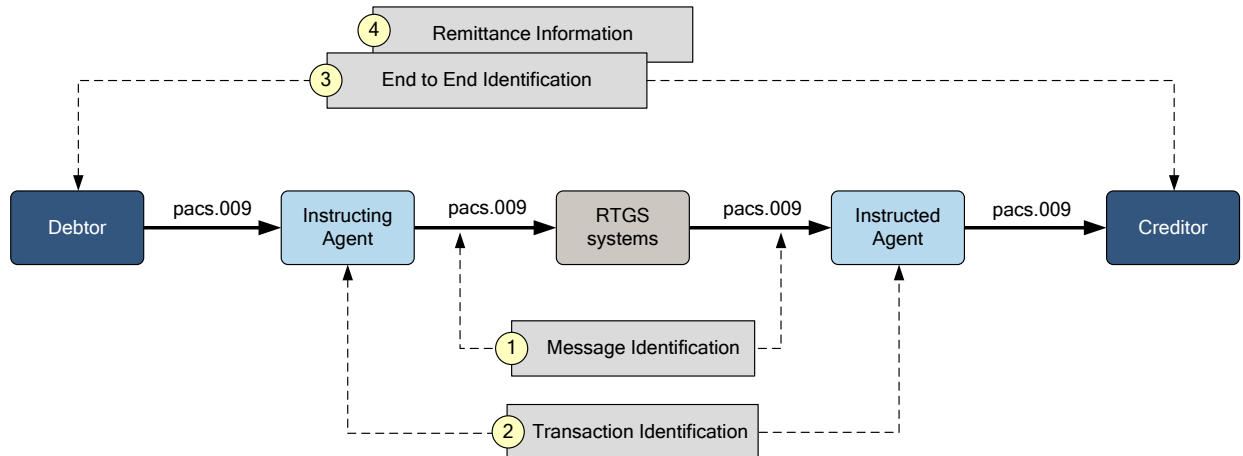 4
Remittance Information
3
End to End Identification
pacs.009
pacs.009
pacs.009
pacs.009
Debtor
Instructing
Agent
RTGS
systems
Instructed
Agent
Creditor
1
Message Identification
2
Transaction Identification